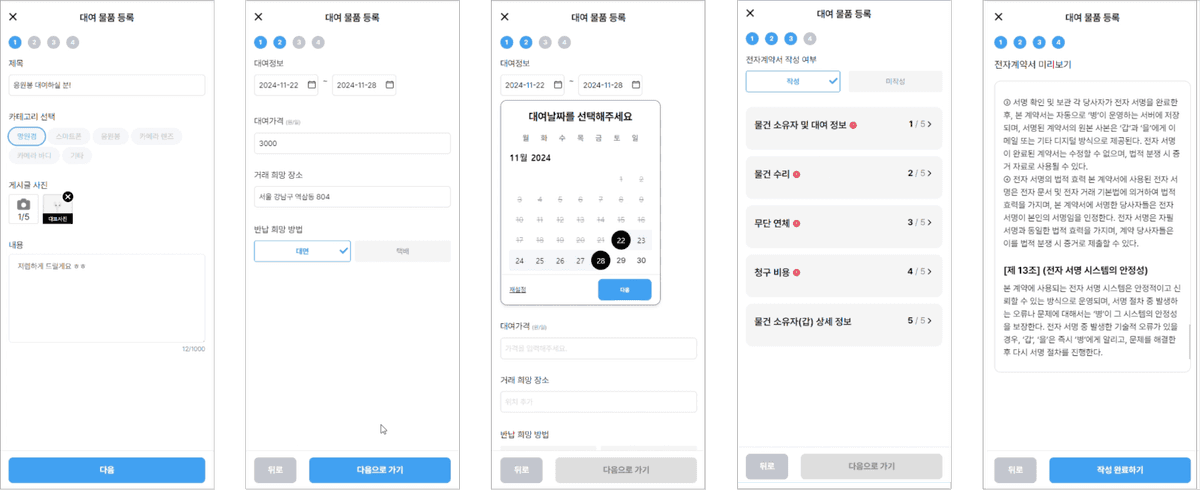 대여 물품 등록
1 2 3 4
제목
응원봉 대여하실 분!
카테고리 선택
망원경 스마트폰 응원봉 카메라 렌즈
카메라 바디 기타
게시글 사진
1/5
대표사진
내용
저렴하게 드릴게요 ㅎㅎ
12/1000
다음
대여 물품 등록
1 2 3 4
대여정보
2024-11-22 ~ 2024-11-28
대여가격 (원/일)
3000
거래 희망 장소
서울 강남구 역삼동 804
반납 희망 방법
대면 택배
뒤로 다음으로 가기
대여 물품 등록
1 2 3 4
대여정보
2024-11-22 ~ 2024-11-28
대여날짜를 선택해주세요
월 화 수 목 금 토 일
11월 2024
1 2
3 4 5 6 7 8 9
10 11 12 13 14 15 16
17 18 19 20 21 22 23
24 25 26 27 28 29 30
재설정 다음
대여가격 (원/일)
가격을 입력해주세요.
거래 희망 장소
위치 추가
반납 희망 방법
뒤로 다음으로 가기
대여 물품 등록
1 2 3 4
전자계약서 작성 여부
작성 미작성
물건 소유자 및 대여 정보 1 / 5
물건 수리 2 / 5
무단 연체 3 / 5
청구 비용 4 / 5
물건 소유자(갑) 상세 정보 5 / 5
뒤로 다음으로 가기
대여 물품 등록
1 2 3 4
전자계약서 미리보기
③ 서명 확인 및 보관 각 당사자가 전자 서명을 완료한
후, 본 계약서는 자동으로 '병'이 운영하는 서버에 저장
되며, 서명된 계약서의 원본 사본은 '갑'과 '을'에게 이
메일 또는 기타 디지털 방식으로 제공된다. 전자 서명
이 완료된 계약서는 수정할 수 없으며, 법적 분쟁 시 증
거 자료로 사용될 수 있다.
④ 전자 서명의 법적 효력 본 계약서에 사용된 전자 서
명은 전자 문서 및 전자 거래 기본법에 의거하여 법적
효력을 가지며, 본 계약서에 서명한 당사자들은 전자
서명이 본인의 서명임을 인정한다. 전자 서명은 자필
서명과 동일한 법적 효력을 가지며, 계약 당사자들은
이를 법적 분쟁 시 증거로 제출할 수 있다.
[제 13조] (전자 서명 시스템의 안정성)
본 계약에 사용되는 전자 서명 시스템은 안정적이고 신
뢰할 수 있는 방식으로 운영되며, 서명 절차 중 발생하
는 오류나 문제에 대해서는 '병'이 그 시스템의 안정성
을 보장한다. 전자 서명 중 발생한 기술적 오류가 있을
경우, '갑', '을'은 즉시 '병'에게 알리고, 문제를 해결한
후 다시 서명 절차를 진행한다.
뒤로 작성 완료하기